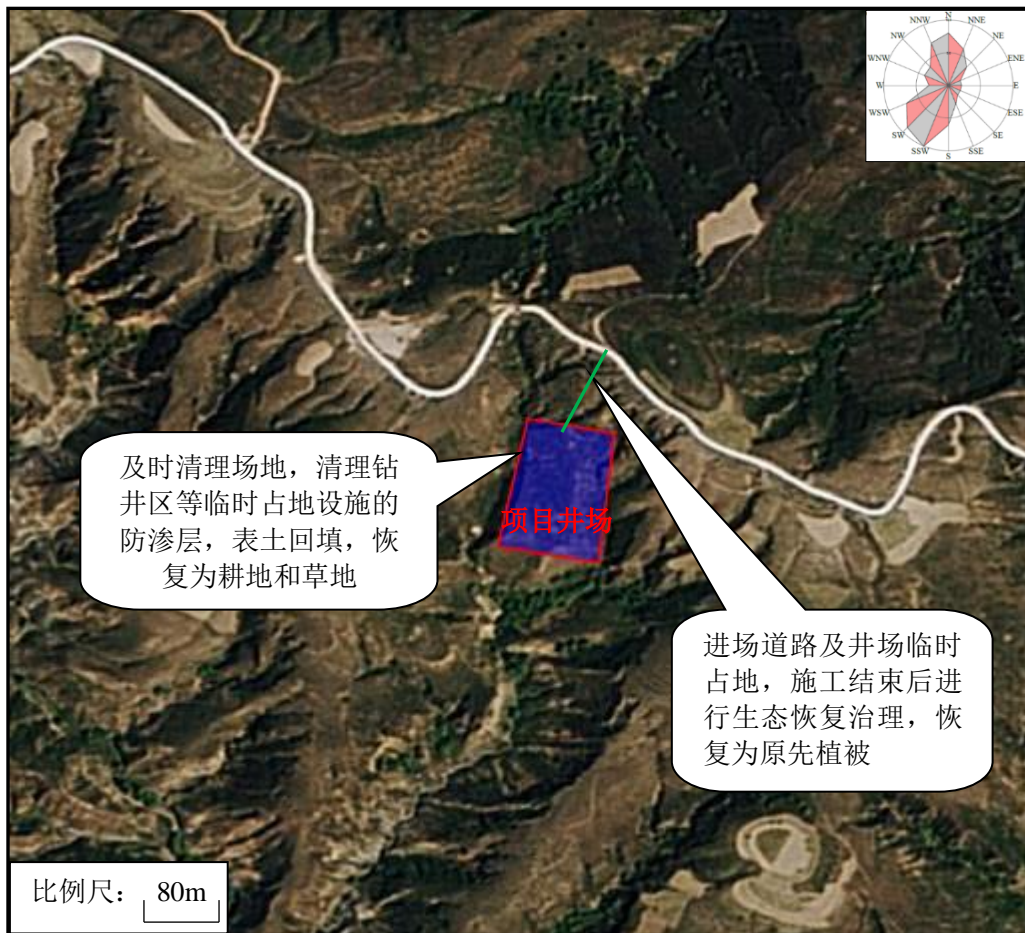 N
NNW
NNE
NW
NE
WNW
ENE
W
E
WSW
ESE
SW
SE
SSW
SSE
S
及时清理场地，清理钻
井区等临时占地设施的
防渗层，表土回填，恢
复为耕地和草地
项目井场
进场道路及井场临时
占地，施工结束后进
行生态恢复治理，恢
复为原先植被
比例尺： 80m